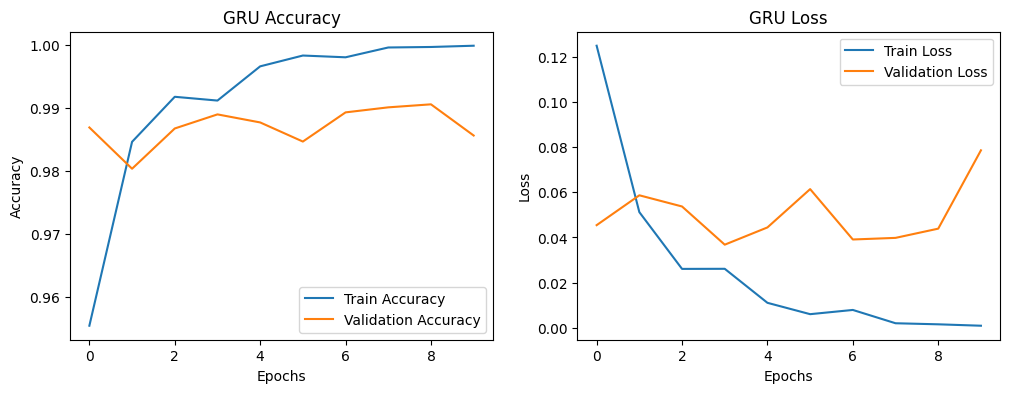 GRU Accuracy
1.00
0.99
0.98
0.97
0.96
Accuracy
0 2 4 6 8
Epochs
Train Accuracy
Validation Accuracy
GRU Loss
0.12
0.10
0.08
0.06
0.04
0.02
0.00
Loss
0 2 4 6 8
Epochs
Train Loss
Validation Loss